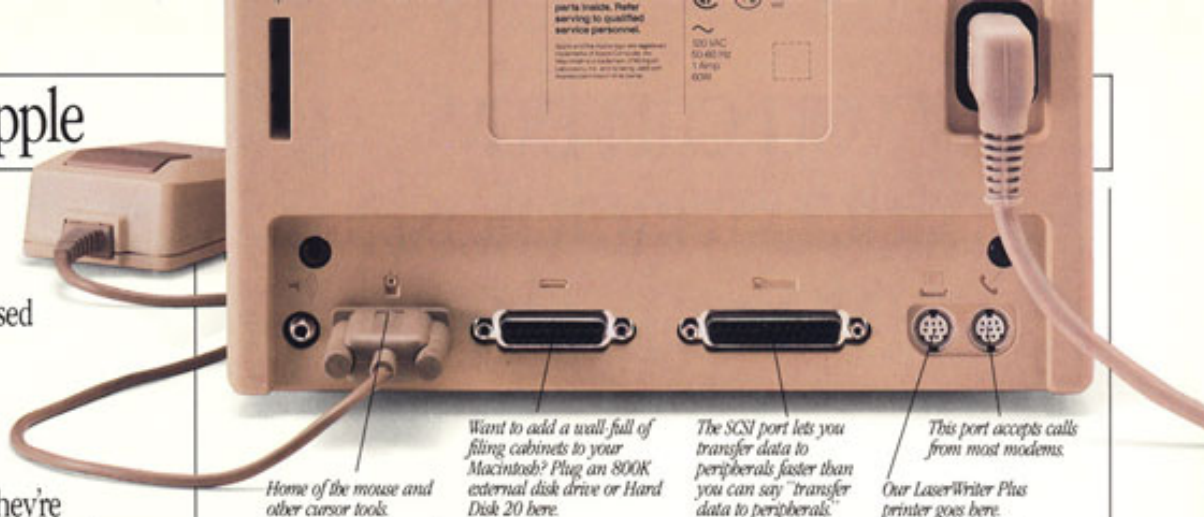 parts inside. Refer
serving to qualified
service personnel.
120 VAC
50-60 Hz
1 Amp
60W
pple
sed
hey're
Home of the mouse and
other cursor tools.
Want to add a wall-full of
filing cabinets to your
Macintosh? Plug an 800K
external disk drive or Hard
Disk 20 here.
The SCSI port lets you
transfer data to
peripherals faster than
you can say "transfer
data to peripherals."
Our LaserWriter Plus
printer goes here.
This port accepts calls
from most modems.